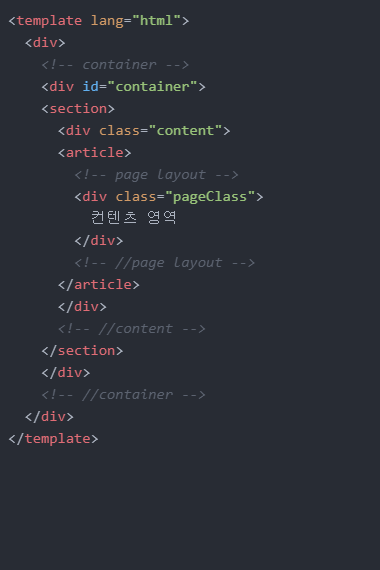 <template lang="html">
  <div>
    <!-- container -->
    <div id="container">
    <section>
      <div class="content">
      <article>
        <!-- page layout -->
        <div class="pageClass">
          컨텐츠 영역
        </div>
        <!-- //page layout -->
      </article>
      </div>
      <!-- //content -->
    </section>
    </div>
    <!-- //container -->
  </div>
</template>